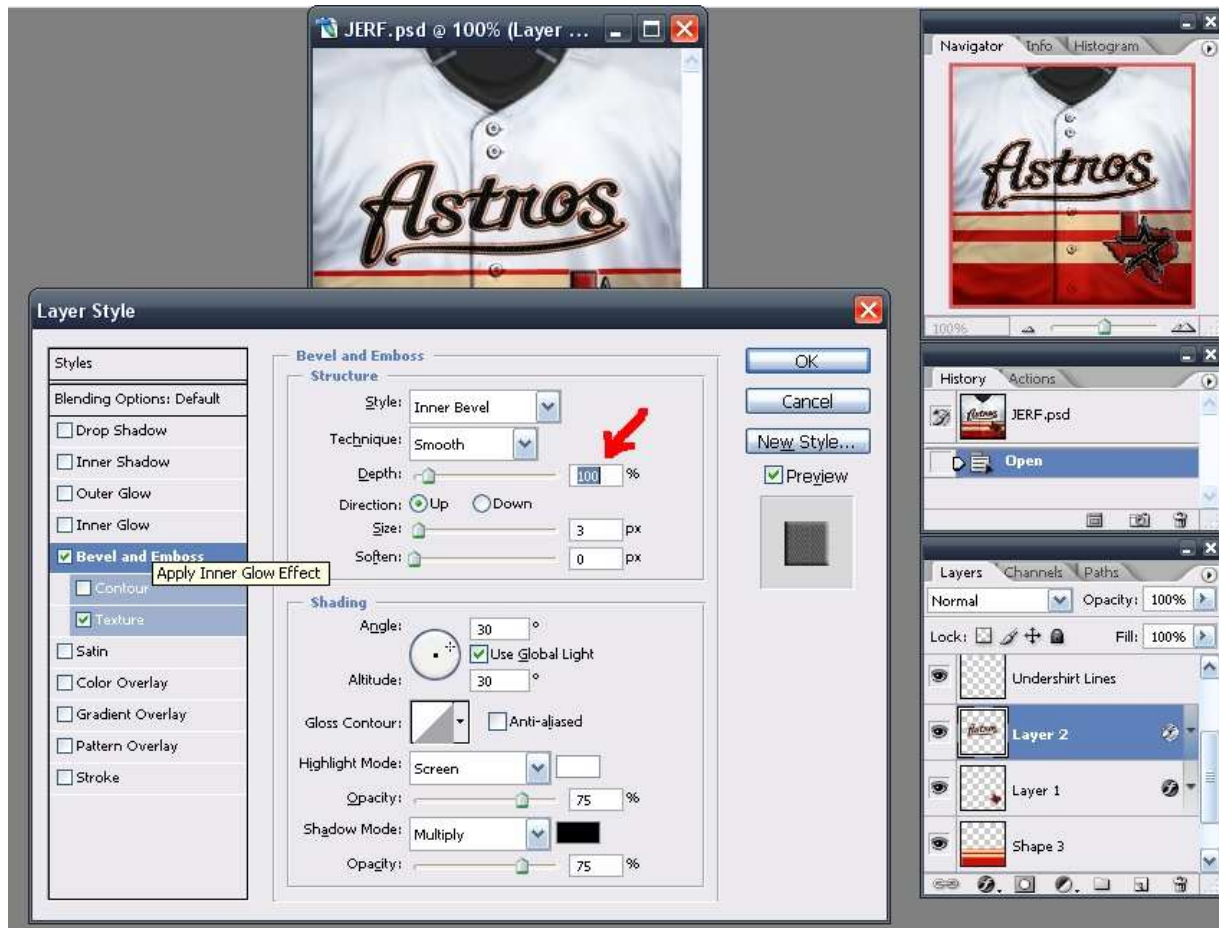 JERF.psd @ 100% (Layer ...
Astros
Navigator Info Histogram
Astros
100%
History Actions
Astros JERF.psd
Open
Layers Channels Paths
Normal Opacity: 100%
Lock: Fill: 100%
Undershirt Lines
Astros Layer 2
Layer 1
Shape 3
Layer Style
Styles
Blending Options: Default
Drop Shadow
Inner Shadow
Outer Glow
Inner Glow
Bevel and Emboss
Apply Inner Glow Effect
Contour
Texture
Satin
Color Overlay
Gradient Overlay
Pattern Overlay
Stroke
Bevel and Emboss
Structure
Style: Inner Bevel
Technique: Smooth
Depth: 100 %
Direction: Up Down
Size: 3 px
Soften: 0 px
Shading
Angle: 30 °
Use Global Light
Altitude: 30 °
Gloss Contour: Anti-aliased
Highlight Mode: Screen
Opacity: 75 %
Shadow Mode: Multiply
Opacity: 75 %
OK
Cancel
New Style...
Preview